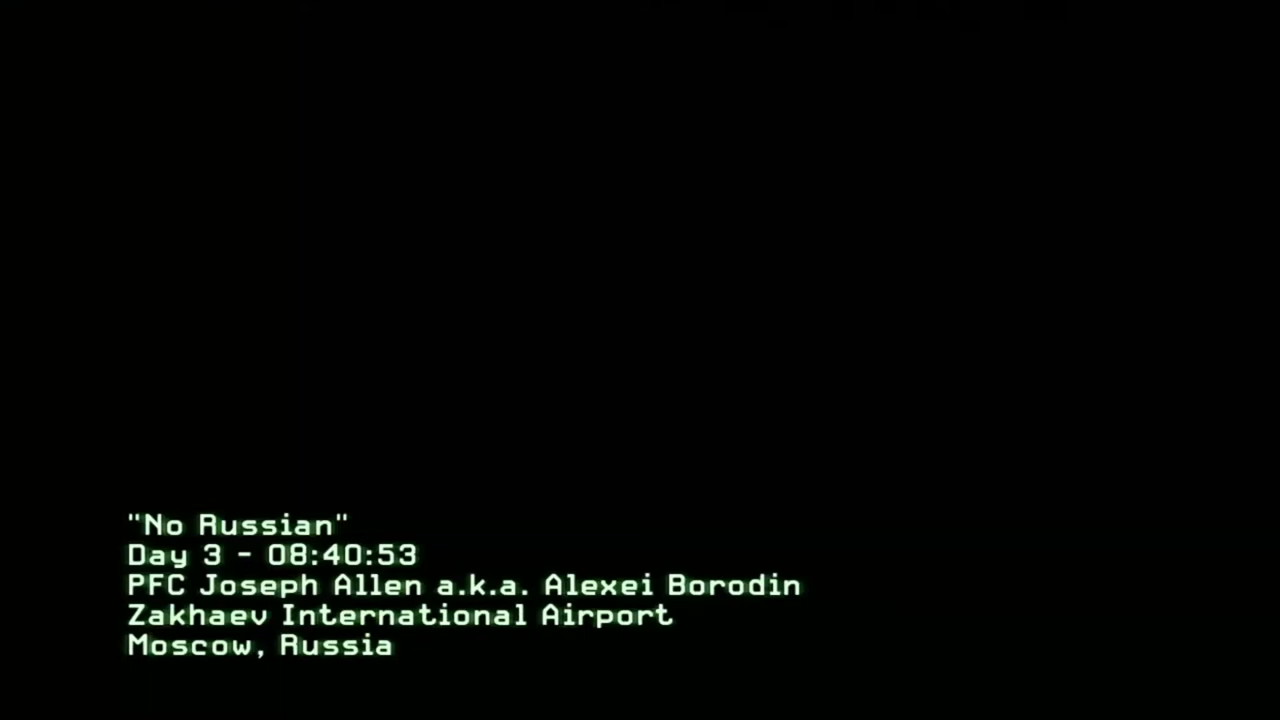 "No Russian"
Day 3 - 08:40:53
PFC Joseph Allen a.k.a. Alexei Borodin
Zakhaev International Airport
Moscow, Russia